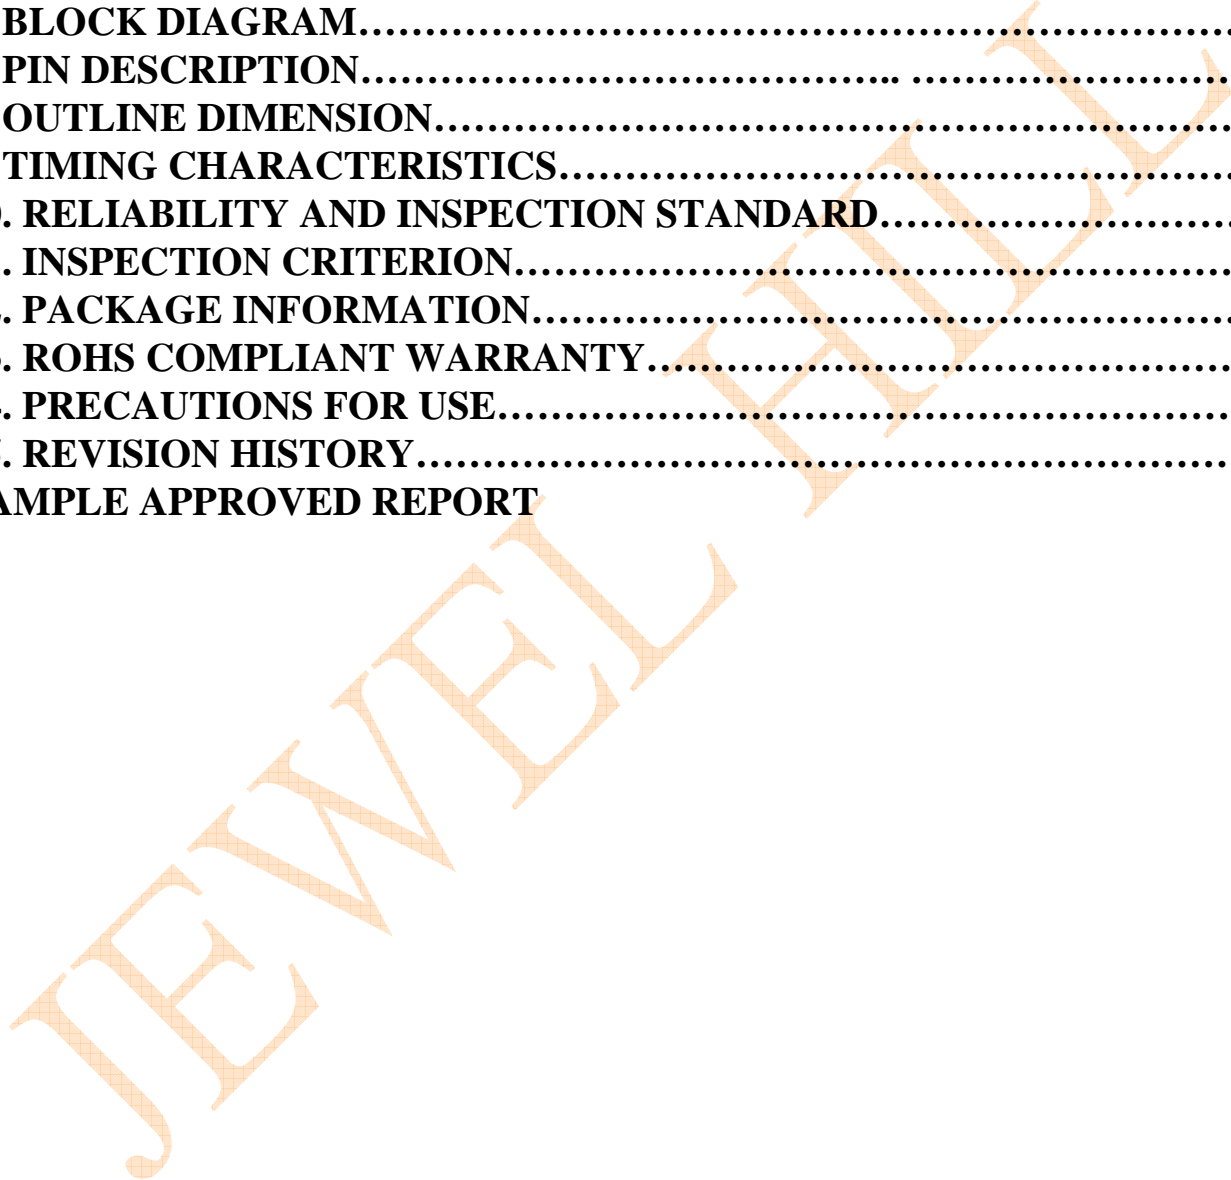 BLOCK DIAGRAM……………………………………………………
PIN DESCRIPTION………………………………….. ……………………
OUTLINE DIMENSION……………………………………………………
TIMING CHARACTERISTICS……………………………………………
. RELIABILITY AND INSPECTION STANDARD………………………
. INSPECTION CRITERION………………………………………………
. PACKAGE INFORMATION………………………………………………
. ROHS COMPLIANT WARRANTY………………………………………
. PRECAUTIONS FOR USE…………………………………………………
. REVISION HISTORY………………………………………………………
AMPLE APPROVED REPORT
JEWEL HILL